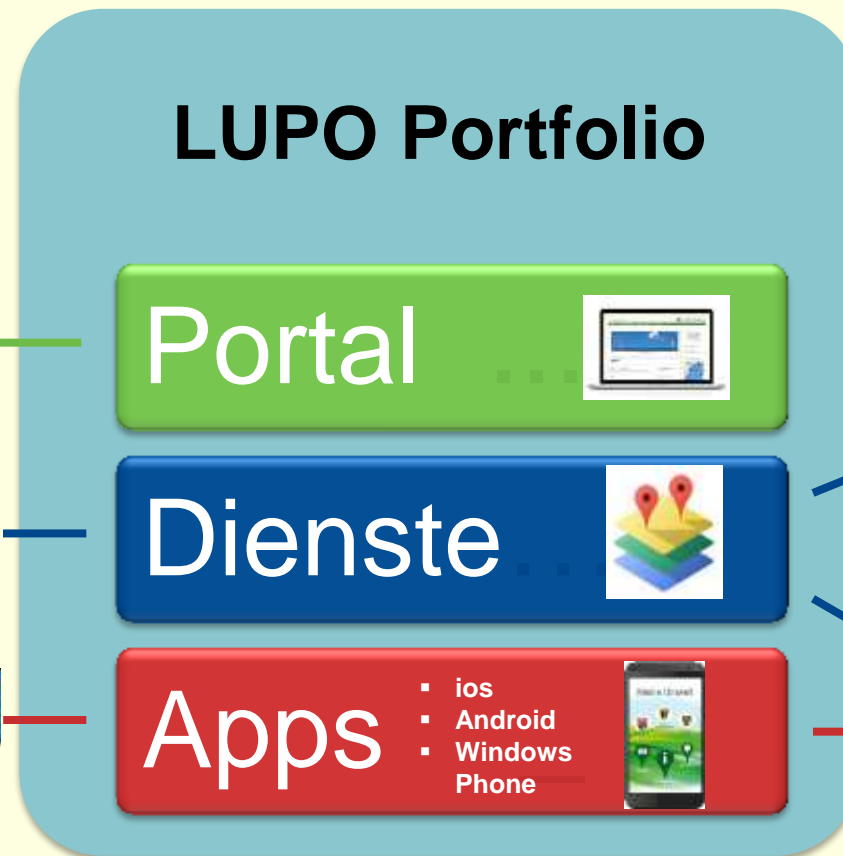 LUPO Portfolio
Portal ...
Dienste ...
Apps
▪ ios
▪ Android
▪ Windows
Phone